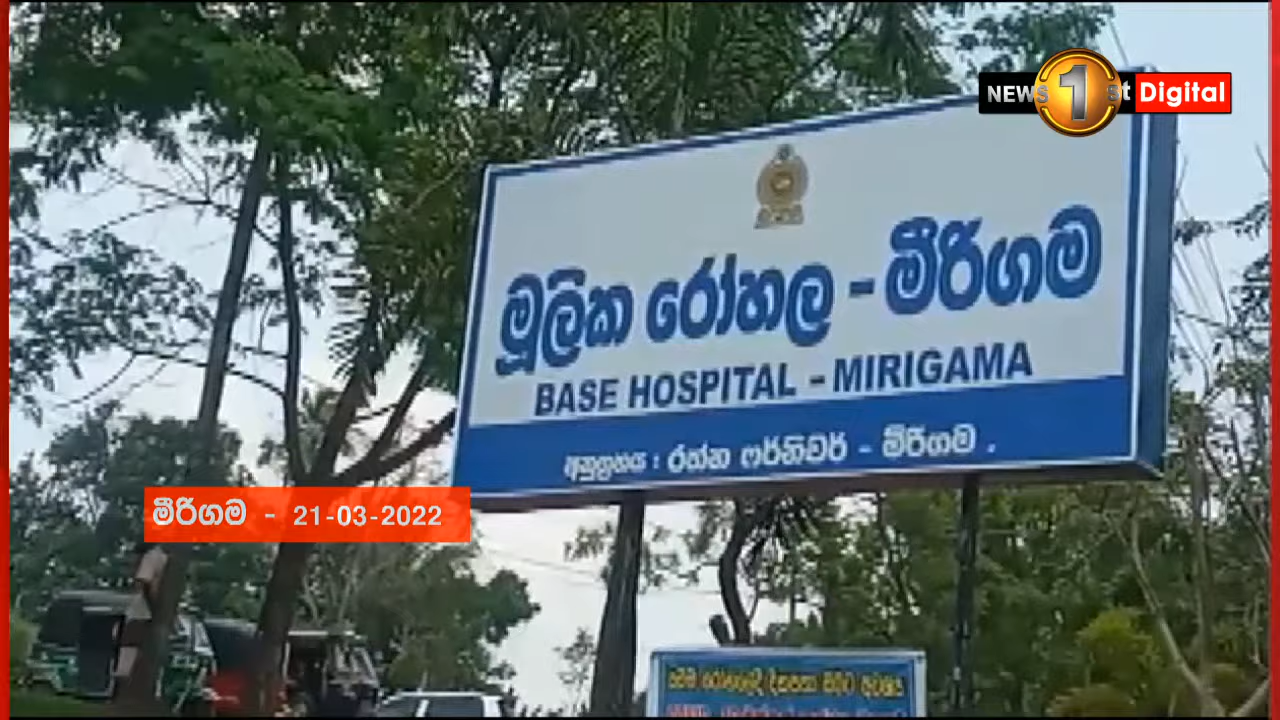 NEWS 1st Digital
මූලික රෝහල - මීරිගම
BASE HOSPITAL - MIRIGAMA
අනුග්‍රහය : රත්න ෆර්නිචර් - මීරිගම .
මීරිගම - 21-03-2022